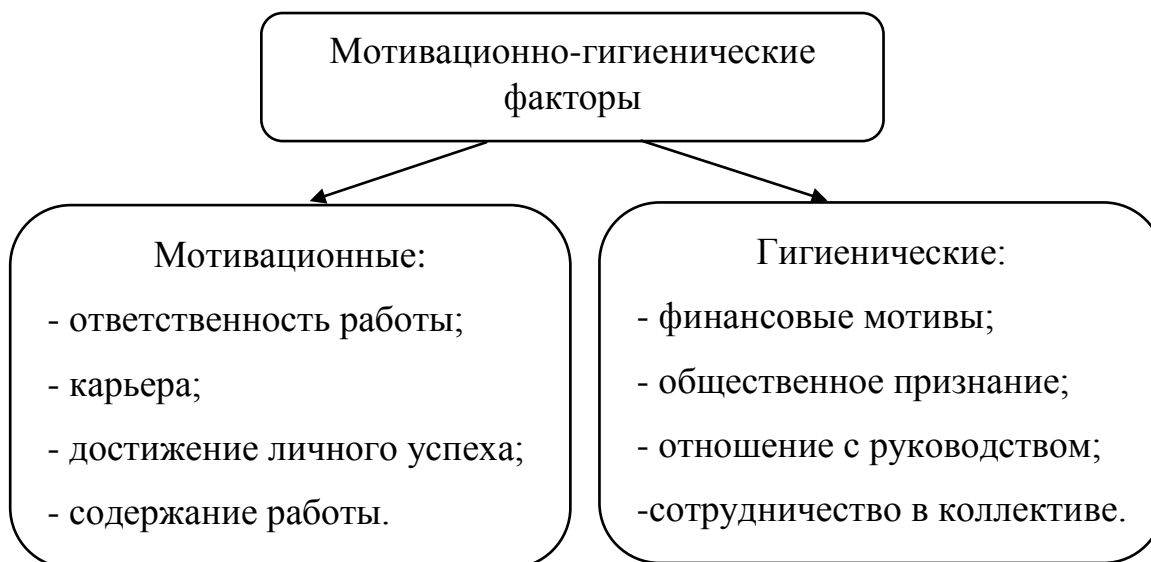 Мотивационно-гигиенические
факторы
Мотивационные:
- ответственность работы;
- карьера;
- достижение личного успеха;
- содержание работы.
Гигиенические:
- финансовые мотивы;
- общественное признание;
- отношение с руководством;
-сотрудничество в коллективе.